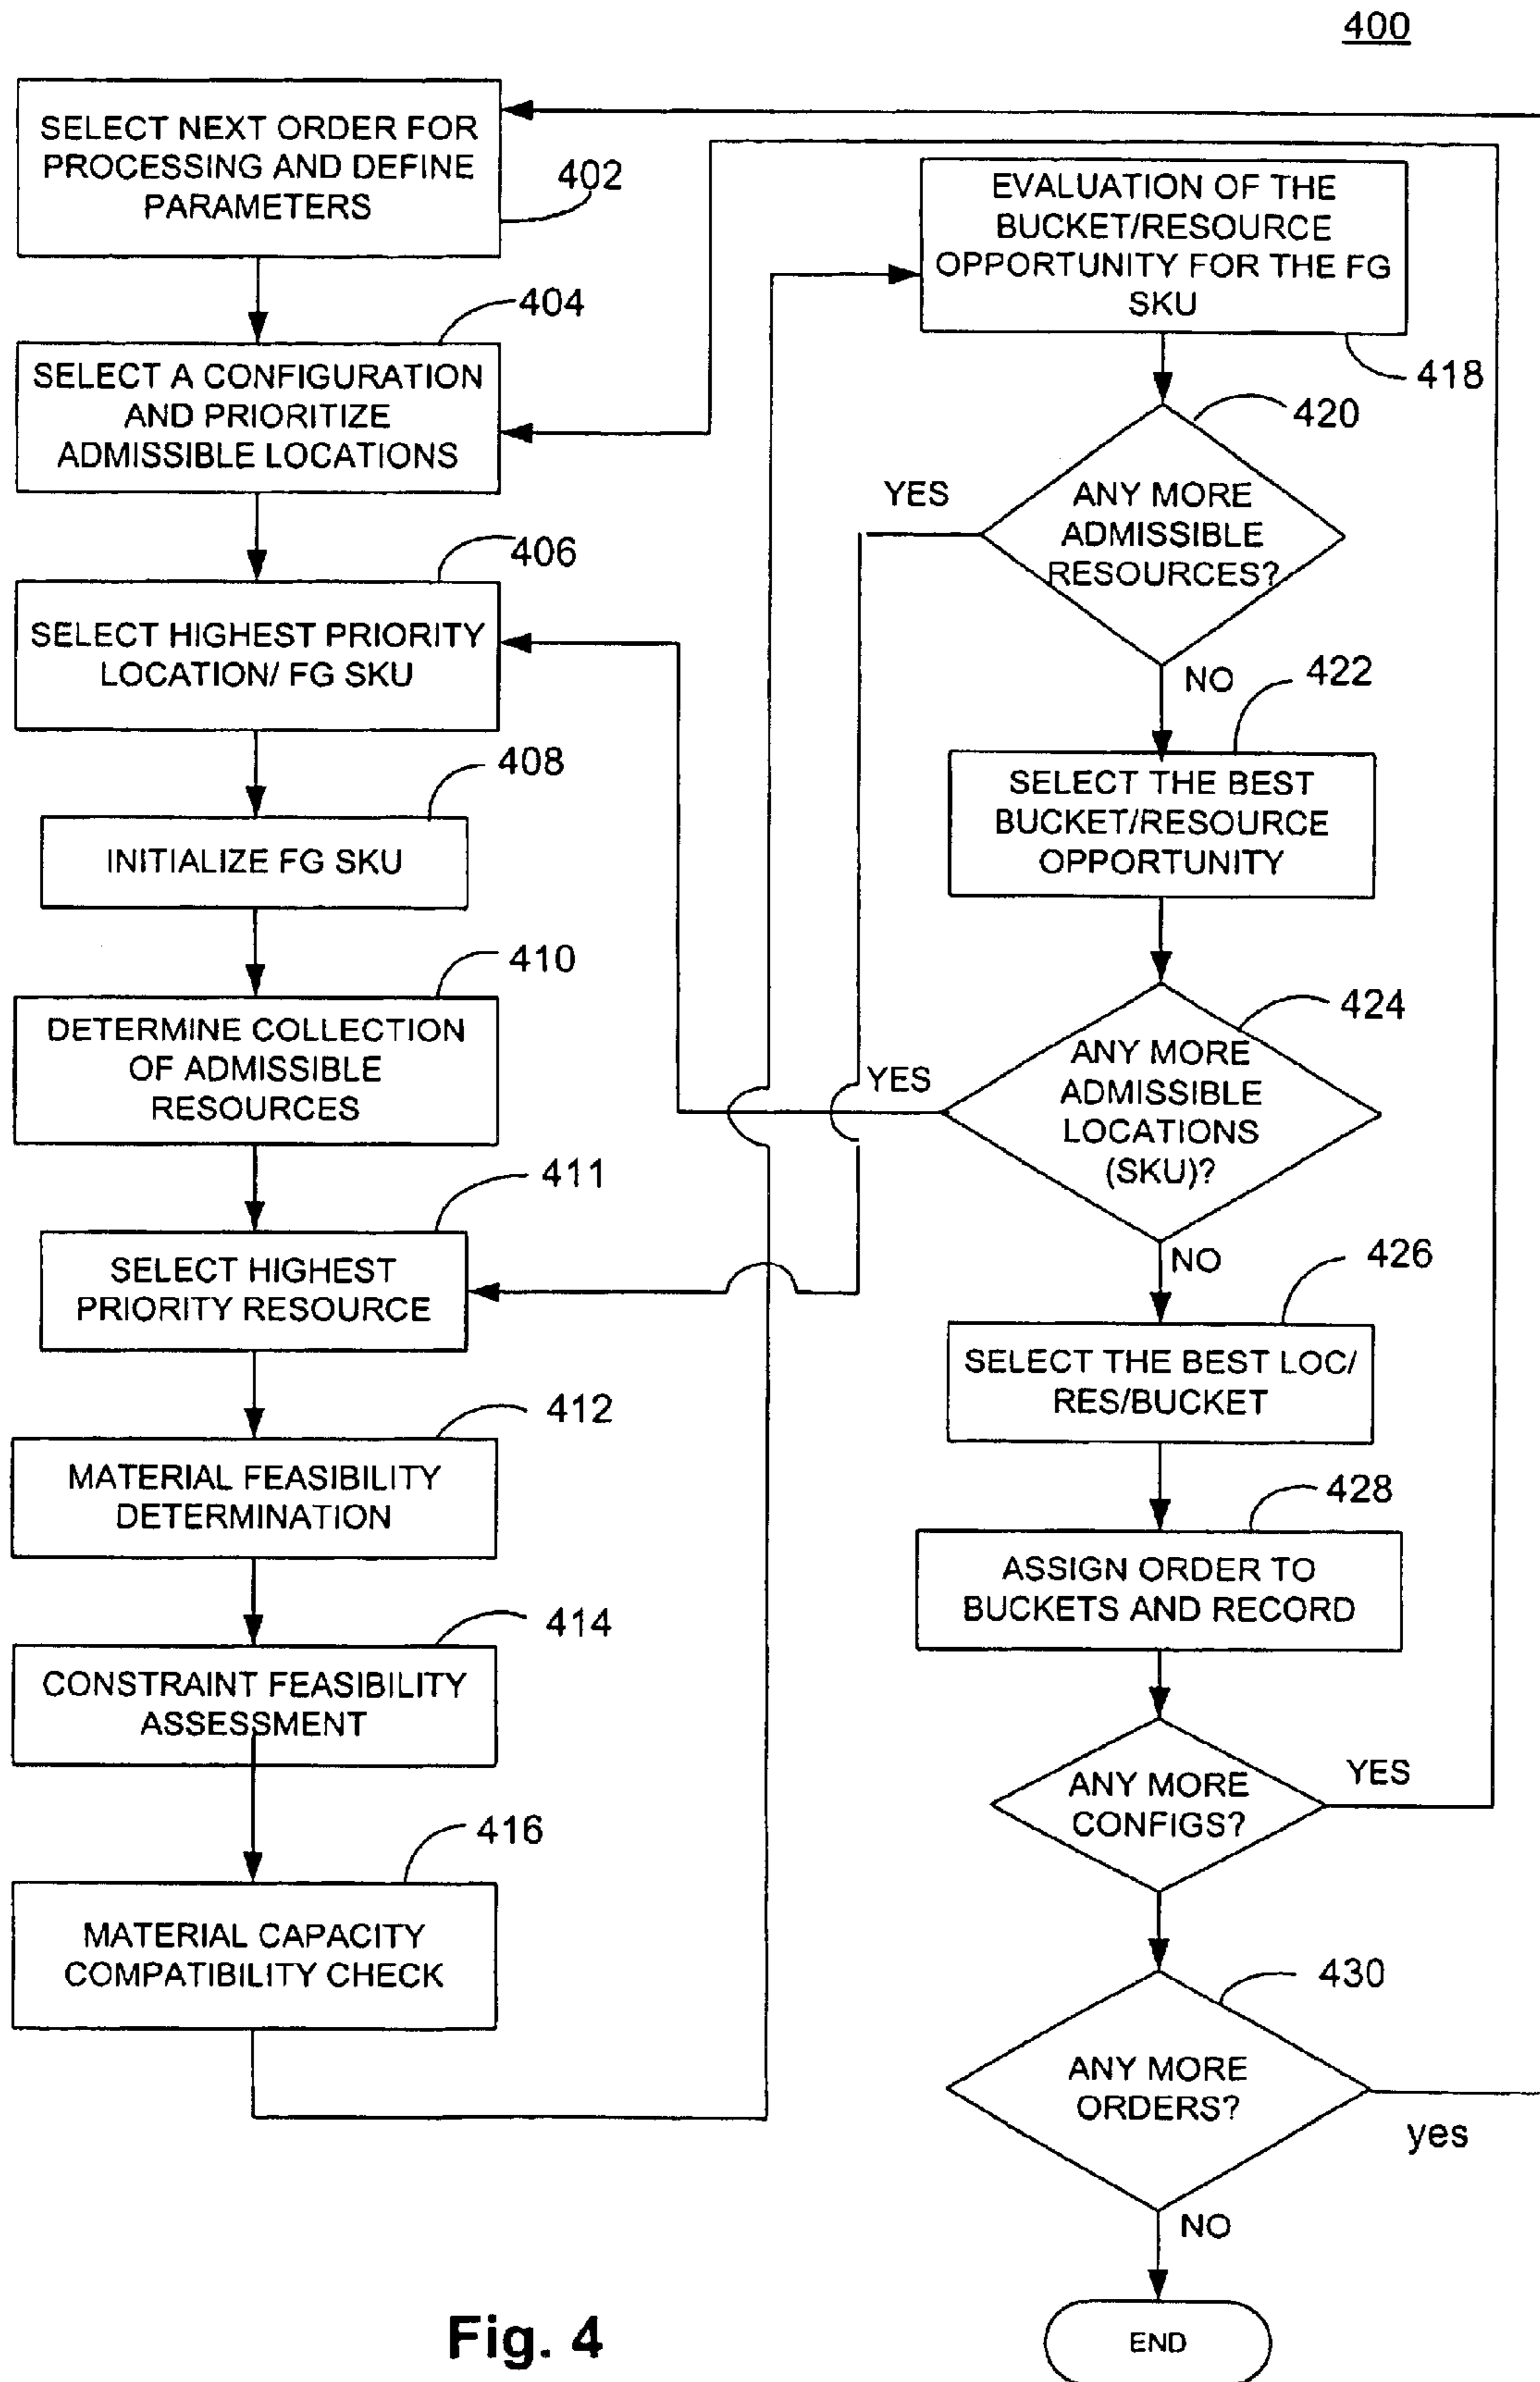 400
SELECT NEXT ORDER FOR
PROCESSING AND DEFINE
PARAMETERS
402
404
SELECT A CONFIGURATION
AND PRIORITIZE
ADMISSIBLE LOCATIONS
406
SELECT HIGHEST PRIORITY
LOCATION/ FG SKU
408
INITIALIZE FG SKU
410
DETERMINE COLLECTION
OF ADMISSIBLE
RESOURCES
411
SELECT HIGHEST
PRIORITY RESOURCE
412
MATERIAL FEASIBILITY
DETERMINATION
414
CONSTRAINT FEASIBILITY
ASSESSMENT
416
MATERIAL CAPACITY
COMPATIBILITY CHECK
EVALUATION OF THE
BUCKET/RESOURCE
OPPORTUNITY FOR THE FG
SKU
418
420
YES
ANY MORE
ADMISSIBLE
RESOURCES?
NO
422
SELECT THE BEST
BUCKET/RESOURCE
OPPORTUNITY
424
YES
ANY MORE
ADMISSIBLE
LOCATIONS
(SKU)?
NO
426
SELECT THE BEST LOC/
RES/BUCKET
428
ASSIGN ORDER TO
BUCKETS AND RECORD
YES
ANY MORE
CONFIGS?
430
ANY MORE
ORDERS?
yes
NO
END
Fig. 4